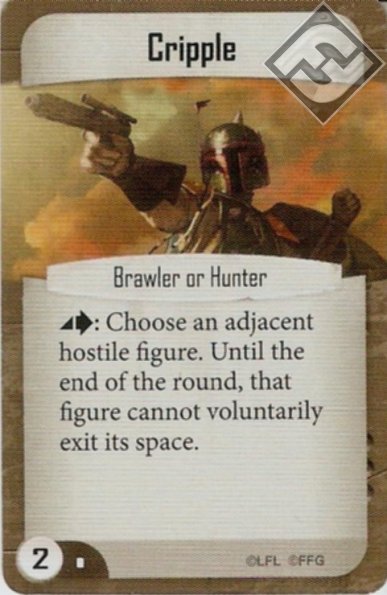 Cripple
Brawler or Hunter
: Choose an adjacent
hostile figure. Until the
end of the round, that
figure cannot voluntarily
exit its space.
2
©LFL ©FFG